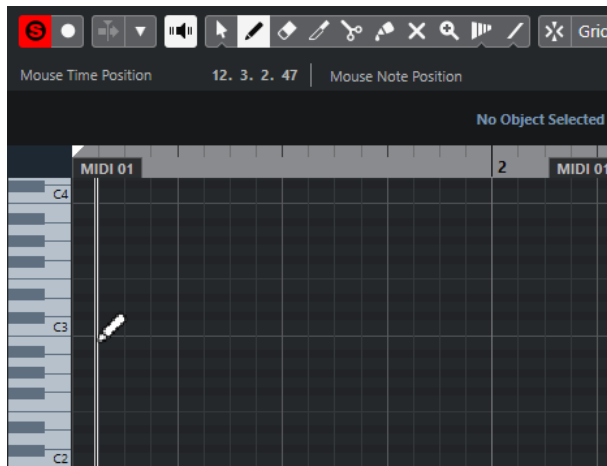 S
Grid
Mouse Time Position 12. 3. 2. 47 Mouse Note Position
No Object Selected
2
MIDI 01 MIDI 01
C4
C3
C2